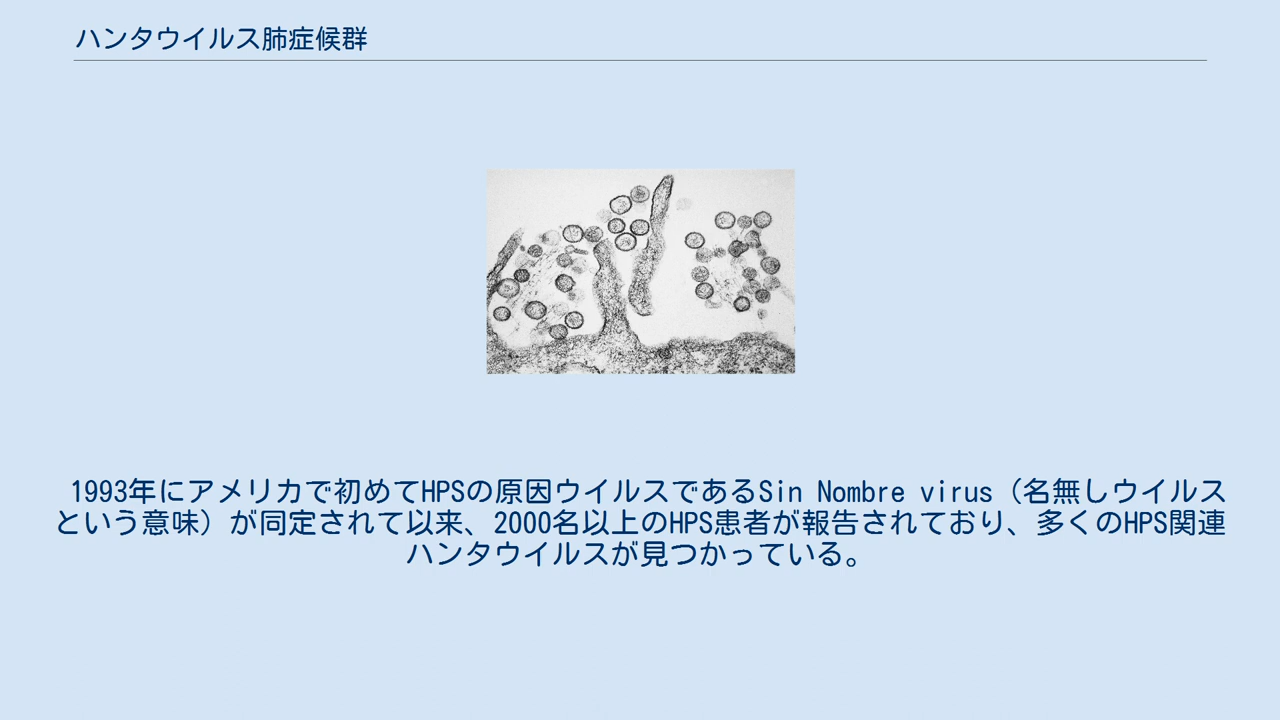 ハンタウイルス肺症候群
1993年にアメリカで初めてHPSの原因ウイルスであるSin Nombre virus（名無しウイルス
という意味）が同定されて以来、2000名以上のHPS患者が報告されており、多くのHPS関連
ハンタウイルスが見つかっている。